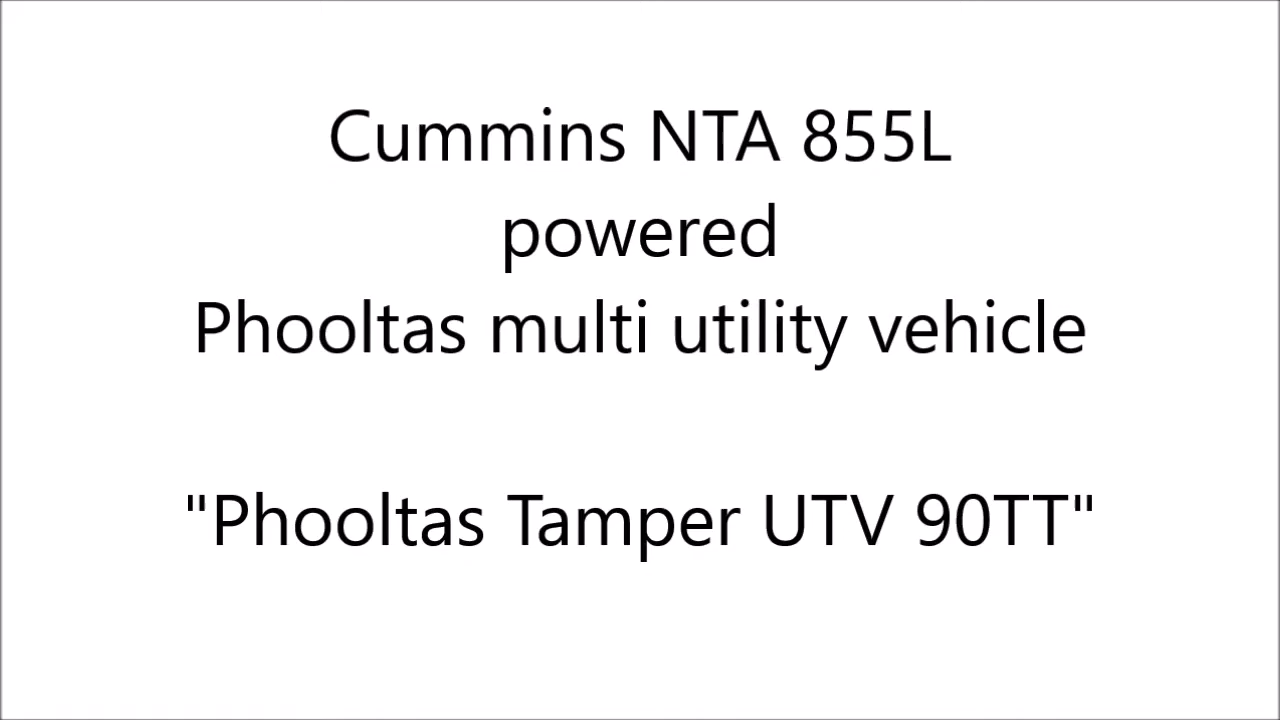 Cummins NTA 855L
powered
Phooltas multi utility vehicle
"Phooltas Tamper UTV 90TT"